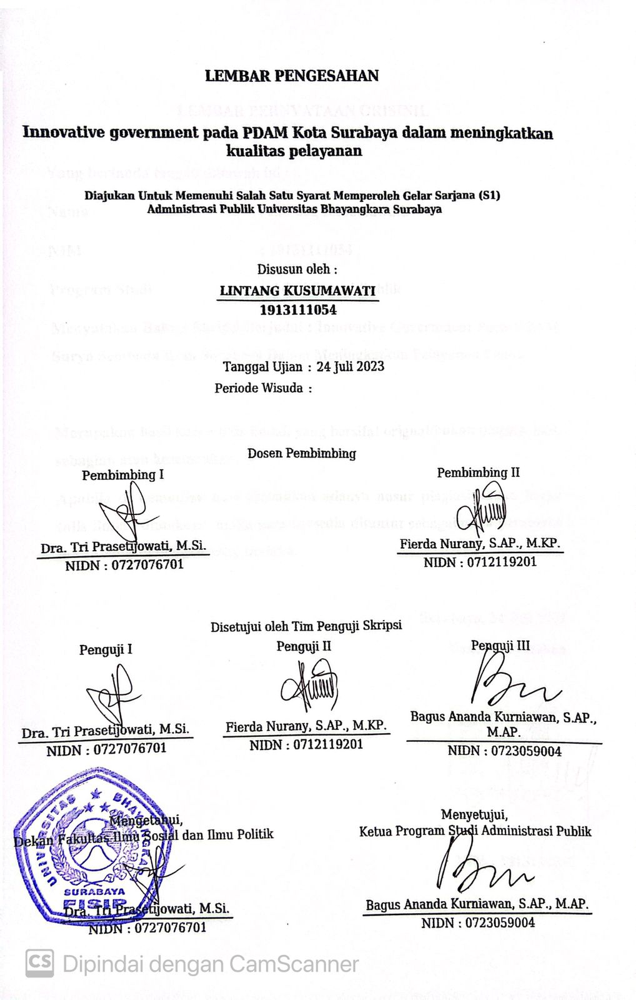 LEMBAR PENGESAHAN
Innovative government pada PDAM Kota Surabaya dalam meningkatkan
kualitas pelayanan
Diajukan Untuk Memenuhi Salah Satu Syarat Memperoleh Gelar Sarjana (S1)
Administrasi Publik Universitas Bhayangkara Surabaya
Disusun oleh :
LINTANG KUSUMAWATI
1913111054
Tanggal Ujian : 24 Juli 2023
Periode Wisuda :
Dosen Pembimbing
Pembimbing I
Dra. Tri Prasetijowati, M.Si.
NIDN : 0727076701
Pembimbing II
Fierda Nurany, S.AP., M.KP.
NIDN : 0712119201
Disetujui oleh Tim Penguji Skripsi
Penguji I
Dra. Tri Prasetijowati, M.Si.
NIDN : 0727076701
Penguji II
Fierda Nurany, S.AP., M.KP.
NIDN : 0712119201
Penguji III
Bagus Ananda Kurniawan, S.AP.,
M.AP.
NIDN : 0723059004
Mengetahui,
Dekan Fakultas Ilmu Sosial dan Ilmu Politik
UNIVERSITAS BHAYANGKARA
SURABAYA
FISIP
Dra. Tri Prasetijowati, M.Si.
NIDN : 0727076701
Menyetujui,
Ketua Program Studi Administrasi Publik
Bagus Ananda Kurniawan, S.AP., M.AP.
NIDN : 0723059004
CS Dipindai dengan CamScanner